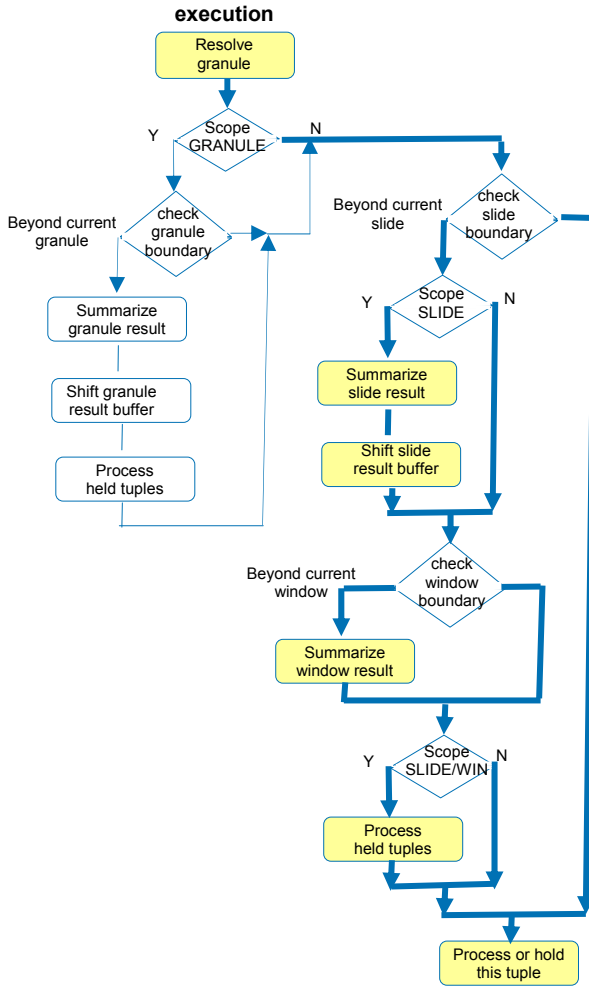 execution
Resolve
granule
Y
Scope
GRANULE
N
Beyond current
granule
check
granule
boundary
Beyond current
slide
check
slide
boundary
Summarize
granule result
Shift granule
result buffer
Process
held tuples
Y
Scope
SLIDE
N
Summarize
slide result
Shift slide
result buffer
Beyond current
window
check
window
boundary
Summarize
window result
Y
Scope
SLIDE/WIN
N
Process
held tuples
Process or hold
this tuple